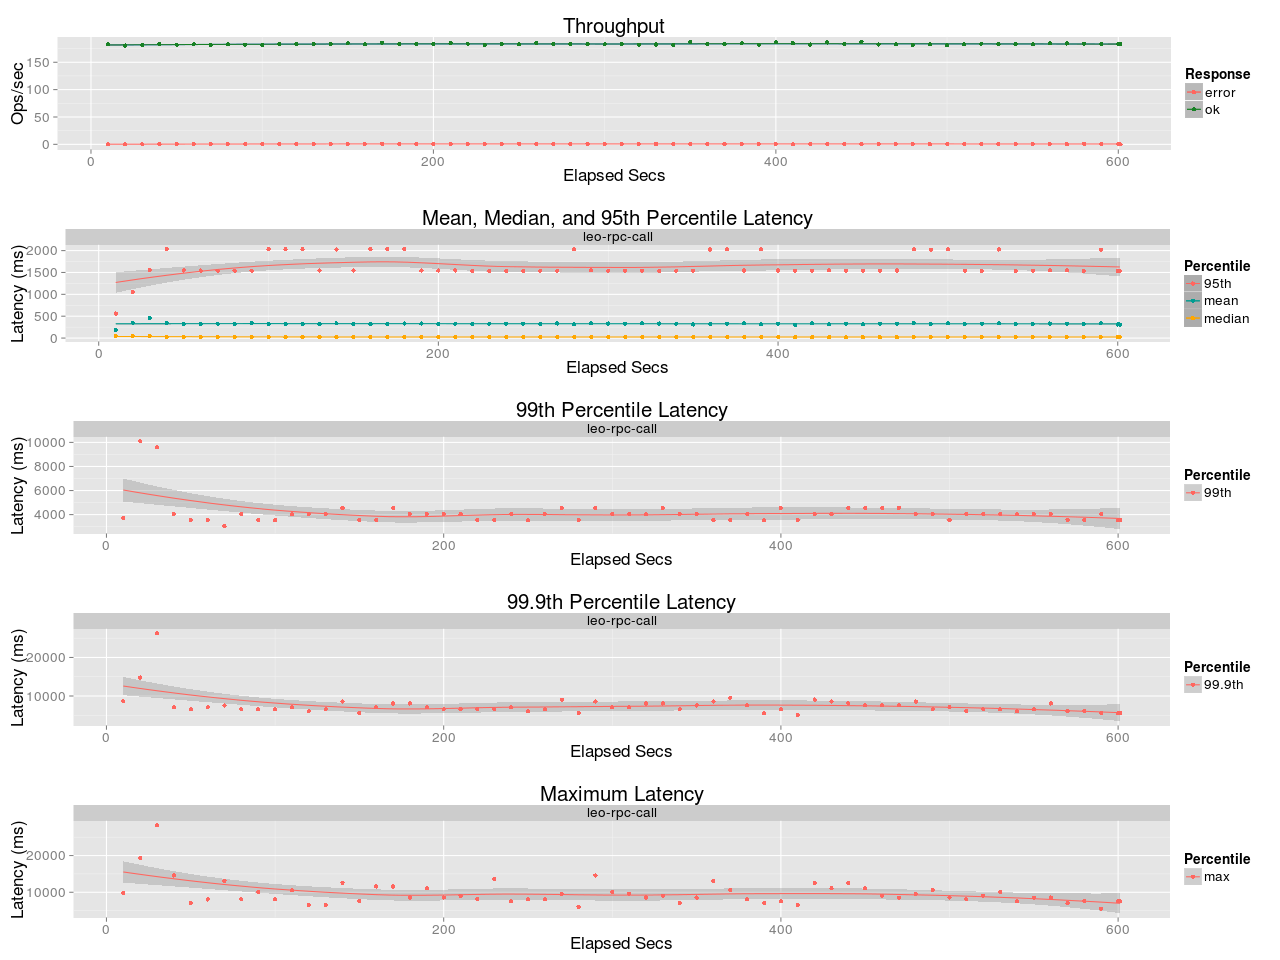 Throughput
Ops/sec
150
100
50
0
0 200 400 600
Elapsed Secs
Response
error
ok
Mean, Median, and 95th Percentile Latency
leo-rpc-call
Latency (ms)
2000
1500
1000
500
0
0 200 400 600
Elapsed Secs
Percentile
95th
mean
median
99th Percentile Latency
leo-rpc-call
Latency (ms)
10000
8000
6000
4000
0 200 400 600
Elapsed Secs
Percentile
99th
99.9th Percentile Latency
leo-rpc-call
Latency (ms)
20000
10000
0 200 400 600
Elapsed Secs
Percentile
99.9th
Maximum Latency
leo-rpc-call
Latency (ms)
20000
10000
0 200 400 600
Elapsed Secs
Percentile
max